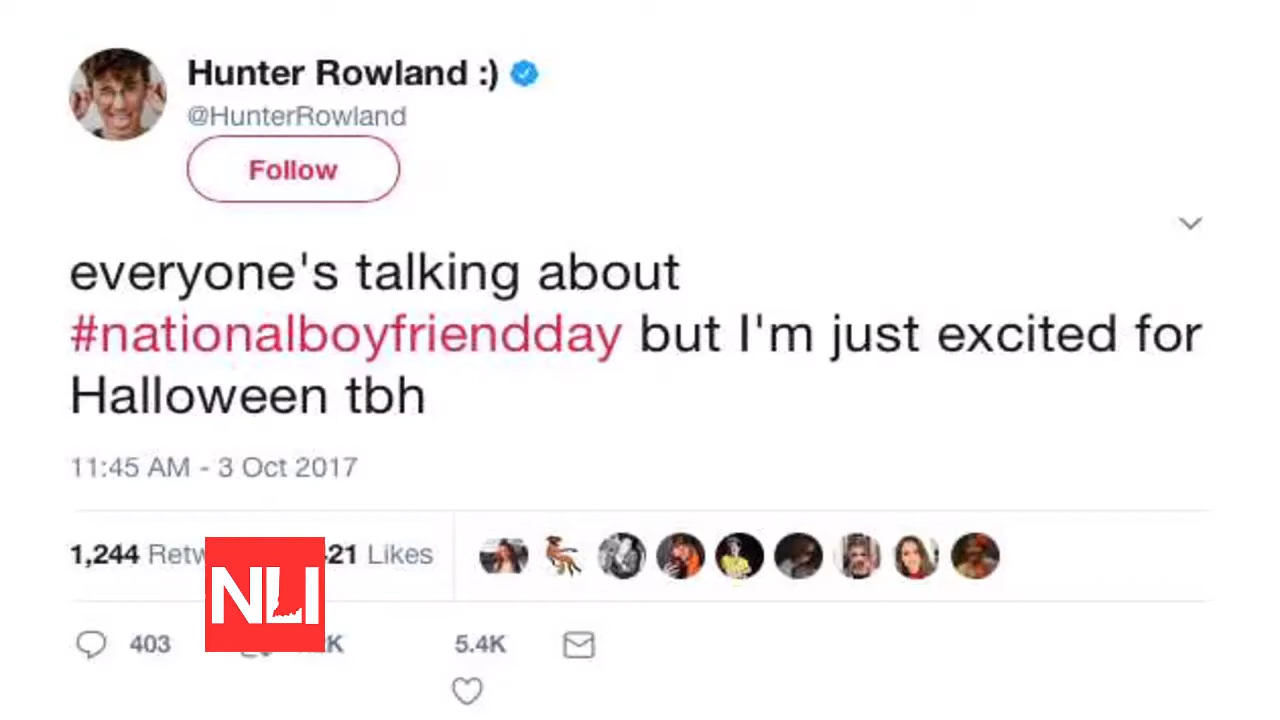 Hunter Rowland :)
@HunterRowland
Follow
everyone's talking about
#nationalboyfriendday but I'm just excited for
Halloween tbh
11:45 AM - 3 Oct 2017
1,244 421 Likes
NLI
403 5.4K